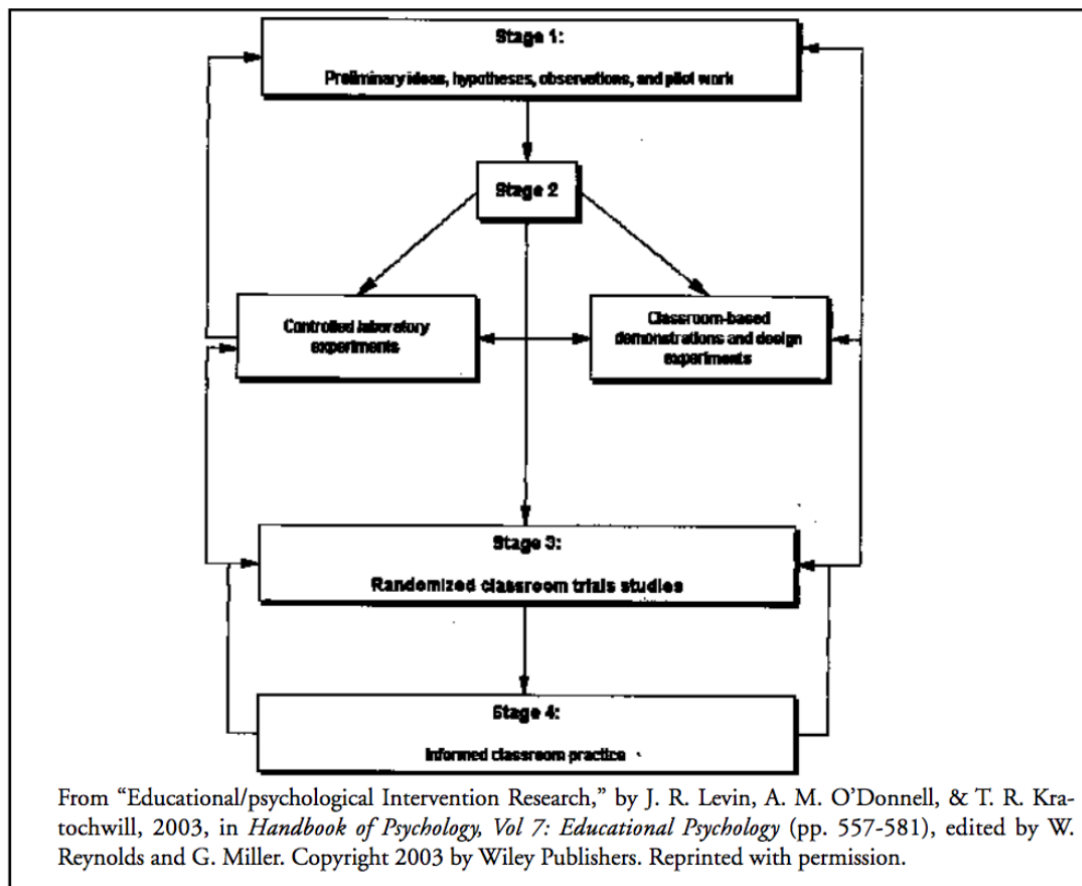 Stage 1:
Preliminary ideas, hypotheses, observations, and pilot work
Stage 2
Controlled laboratory
experiments
Classroom-based
demonstrations and design
experiments
Stage 3:
Randomized classroom trials studies
Stage 4:
Informed classroom practice
From “Educational/psychological Intervention Research,” by J. R. Levin, A. M. O’Donnell, & T. R. Kra-
tochwill, 2003, in Handbook of Psychology, Vol 7: Educational Psychology (pp. 557-581), edited by W.
Reynolds and G. Miller. Copyright 2003 by Wiley Publishers. Reprinted with permission.